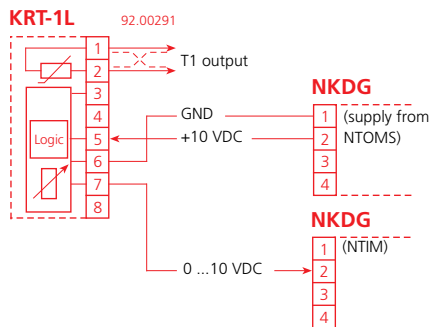 KRT-1L
92.00291
1
2
3
4
5
6
7
8
Logic
T1 output
GND
+10 VDC
NKDG
1
2
3
4
(supply from
NTOMS)
NKDG
1
2
3
4
(NTIM)
0 ...10 VDC